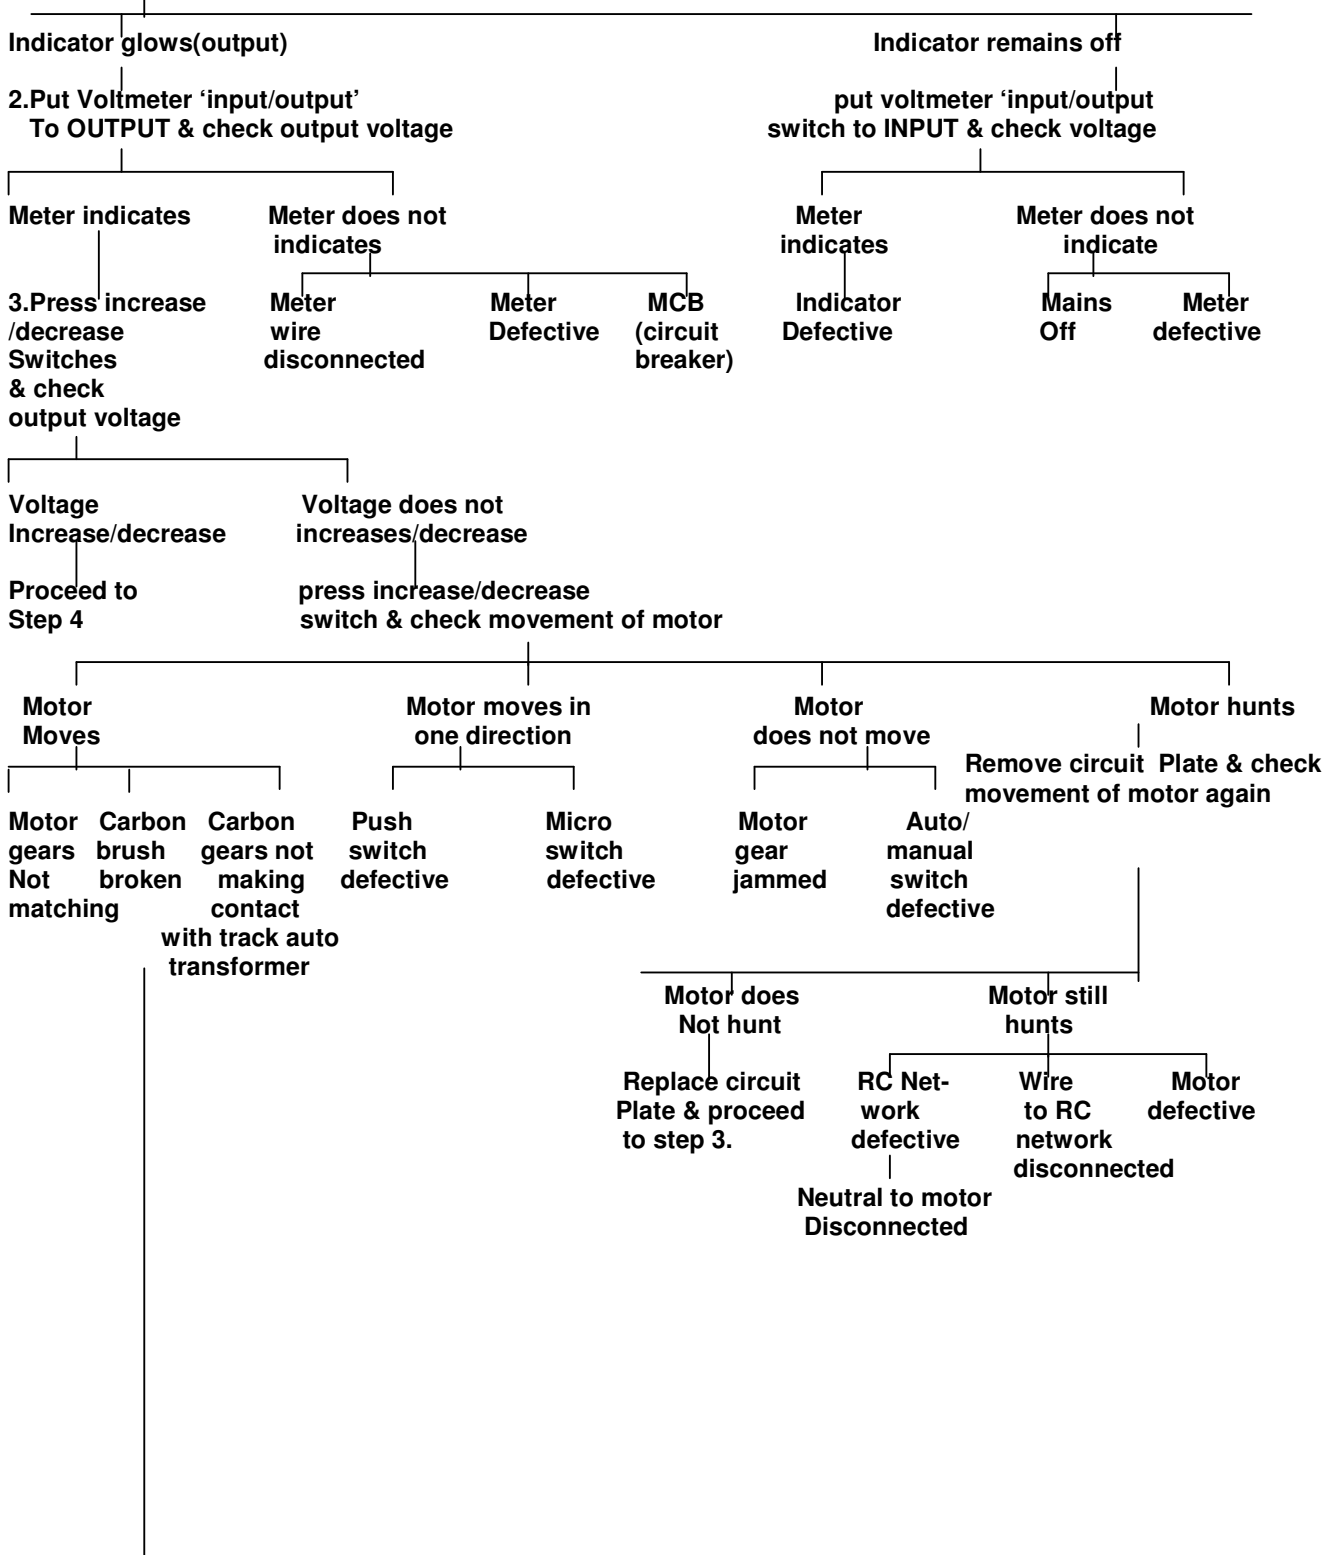 Indicator glows(output)
Indicator remains off
2.Put Voltmeter ‘input/output’
To OUTPUT & check output voltage
put voltmeter ‘input/output
switch to INPUT & check voltage
Meter indicates
Meter does not
indicates
Meter
indicates
Meter does not
indicate
3.Press increase
/decrease
Switches
& check
output voltage
Meter
wire
disconnected
Meter
Defective
MCB
(circuit
breaker)
Indicator
Defective
Mains
Off
Meter
defective
Voltage
Increase/decrease
Voltage does not
increases/decrease
Proceed to
Step 4
press increase/decrease
switch & check movement of motor
Motor
Moves
Motor moves in
one direction
Motor
does not move
Motor hunts
Remove circuit Plate & check
movement of motor again
Motor
gears
Not
matching
Carbon
brush
broken
Carbon
gears not
making
contact
with track auto
transformer
Push
switch
defective
Micro
switch
defective
Motor
gear
jammed
Auto/
manual
switch
defective
Motor does
Not hunt
Motor still
hunts
Replace circuit
Plate & proceed
to step 3.
RC Net-
work
defective
Wire
to RC
network
disconnected
Motor
defective
Neutral to motor
Disconnected